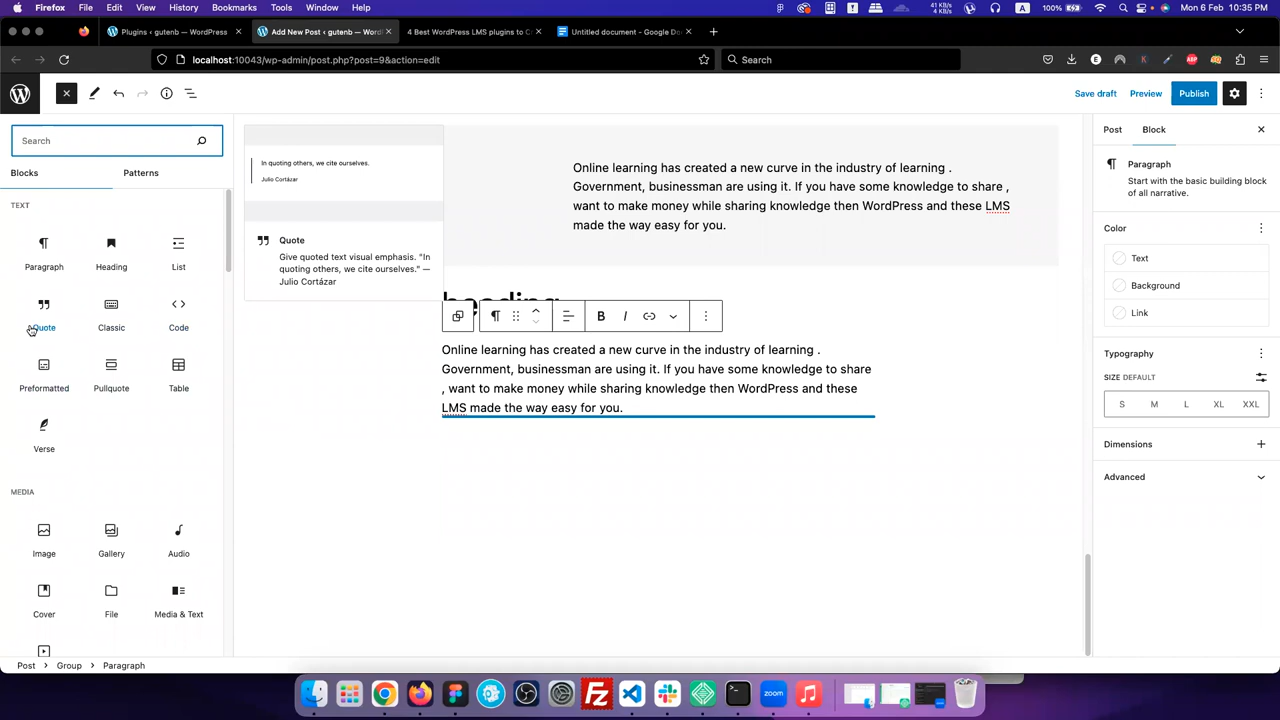 Firefox File Edit View History Bookmarks Tools Window Help
41 KB/s
0 KB/s
A 100% Mon 6 Feb 10:35 PM
Plugins ‹ gutenb — WordPress
Add New Post ‹ gutenb — Word
4 Best WordPress LMS plugins to C
Untitled document - Google Do
localhost:10043/wp-admin/post.php?post=9&action=edit
Search
Save draft Preview Publish
Search
Blocks Patterns
TEXT
Paragraph Heading List
Quote Classic Code
Preformatted Pullquote Table
Verse
MEDIA
Image Gallery Audio
Cover File Media & Text
In quoting others, we cite ourselves.
Julio Cortázar
Quote
Give quoted text visual emphasis. "In
quoting others, we cite ourselves." —
Julio Cortázar
Online learning has created a new curve in the industry of learning .
Government, businessman are using it. If you have some knowledge to share ,
want to make money while sharing knowledge then WordPress and these LMS
made the way easy for you.
heading
B I
Online learning has created a new curve in the industry of learning .
Government, businessman are using it. If you have some knowledge to share
, want to make money while sharing knowledge then WordPress and these
LMS made the way easy for you.
Post Block
Paragraph
Start with the basic building block
of all narrative.
Color
Text
Background
Link
Typography
SIZE DEFAULT
S M L XL XXL
Dimensions
Advanced
Post Group Paragraph
zoom